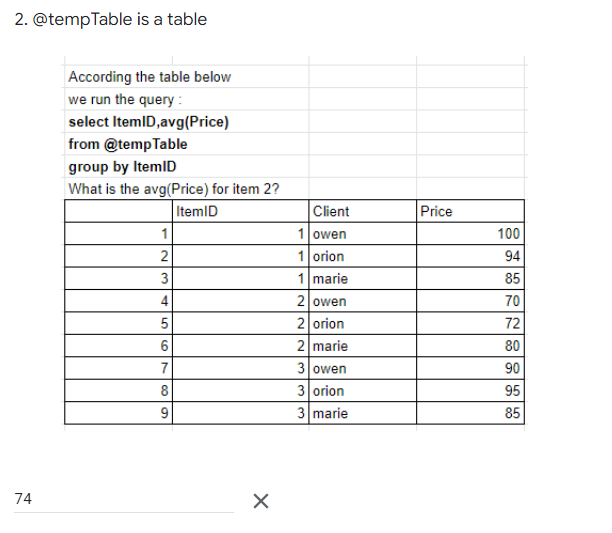 2. @tempTable is a table
According the table below
we run the query :
select ItemID,avg(Price)
from @tempTable
group by ItemID
What is the avg(Price) for item 2?
ItemID Client Price
1 1 owen 100
2 1 orion 94
3 1 marie 85
4 2 owen 70
5 2 orion 72
6 2 marie 80
7 3 owen 90
8 3 orion 95
9 3 marie 85
74